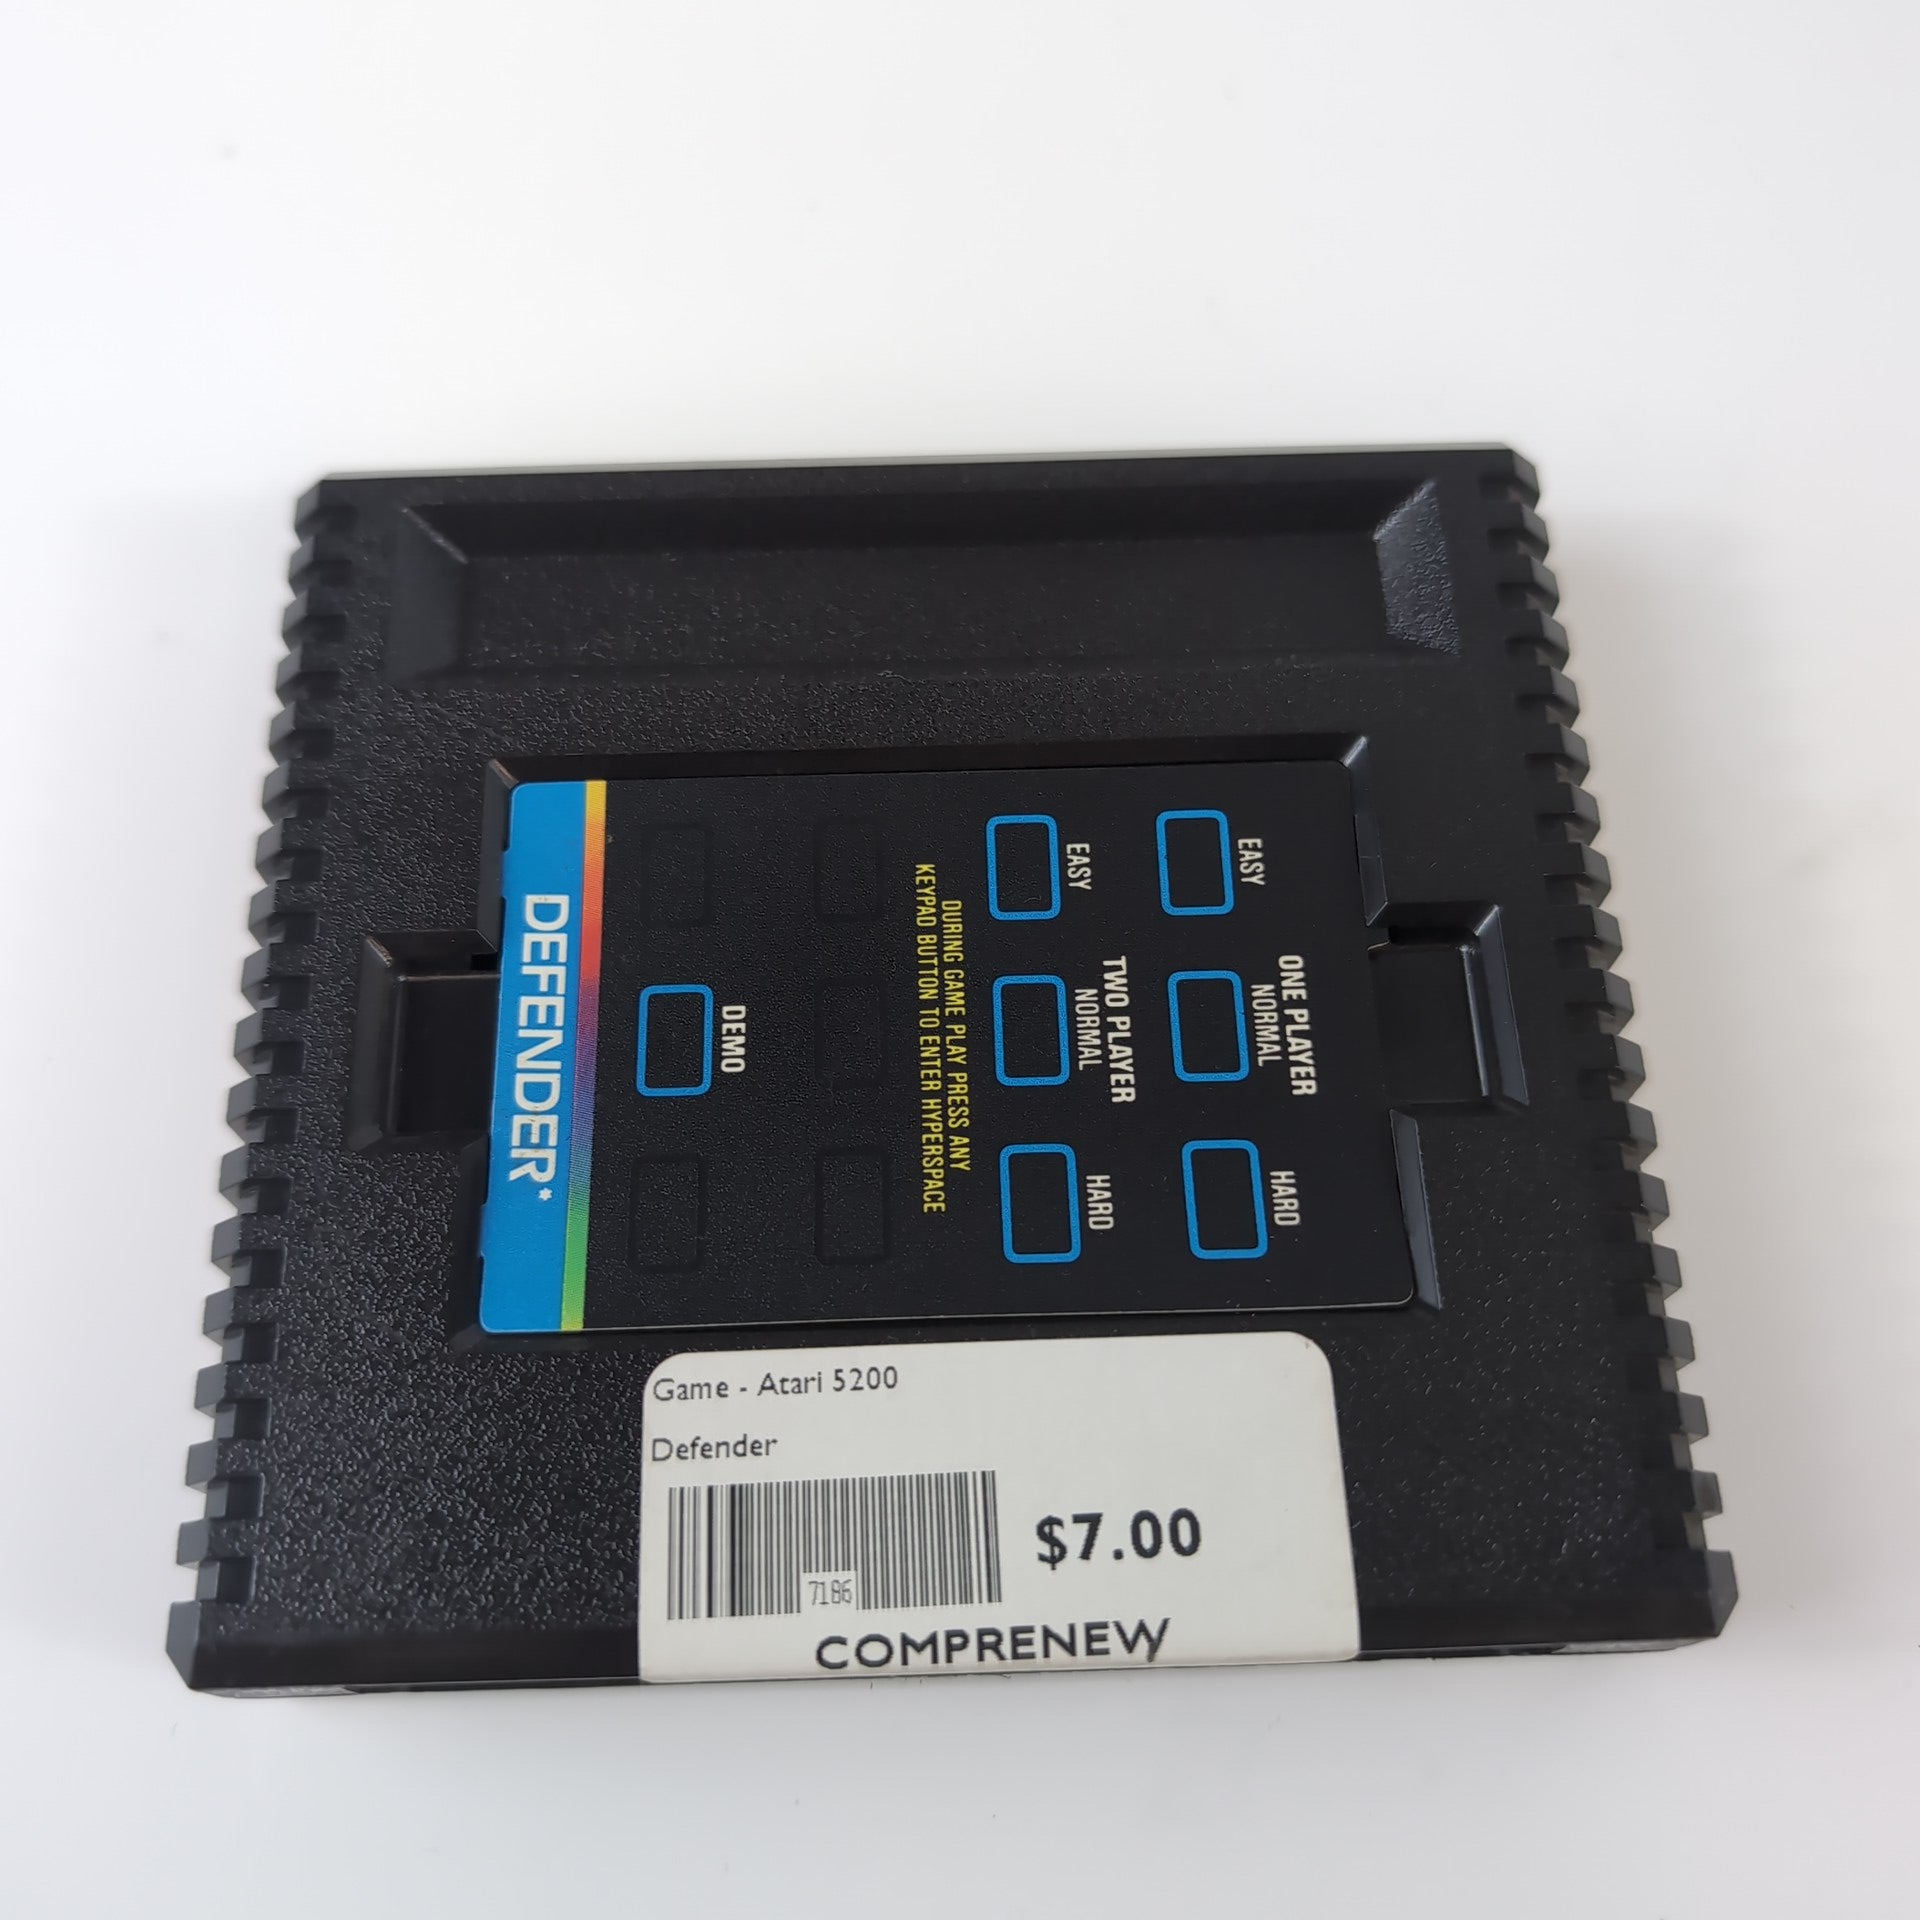 ONE PLAYER
EASY NORMAL HARD
TWO PLAYER
EASY NORMAL HARD
DURING GAME PLAY PRESS ANY
KEYPAD BUTTON TO ENTER HYPERSPACE
DEMO
DEFENDER*
Game - Atari 5200
Defender
$7.00
7186
COMPRENEW